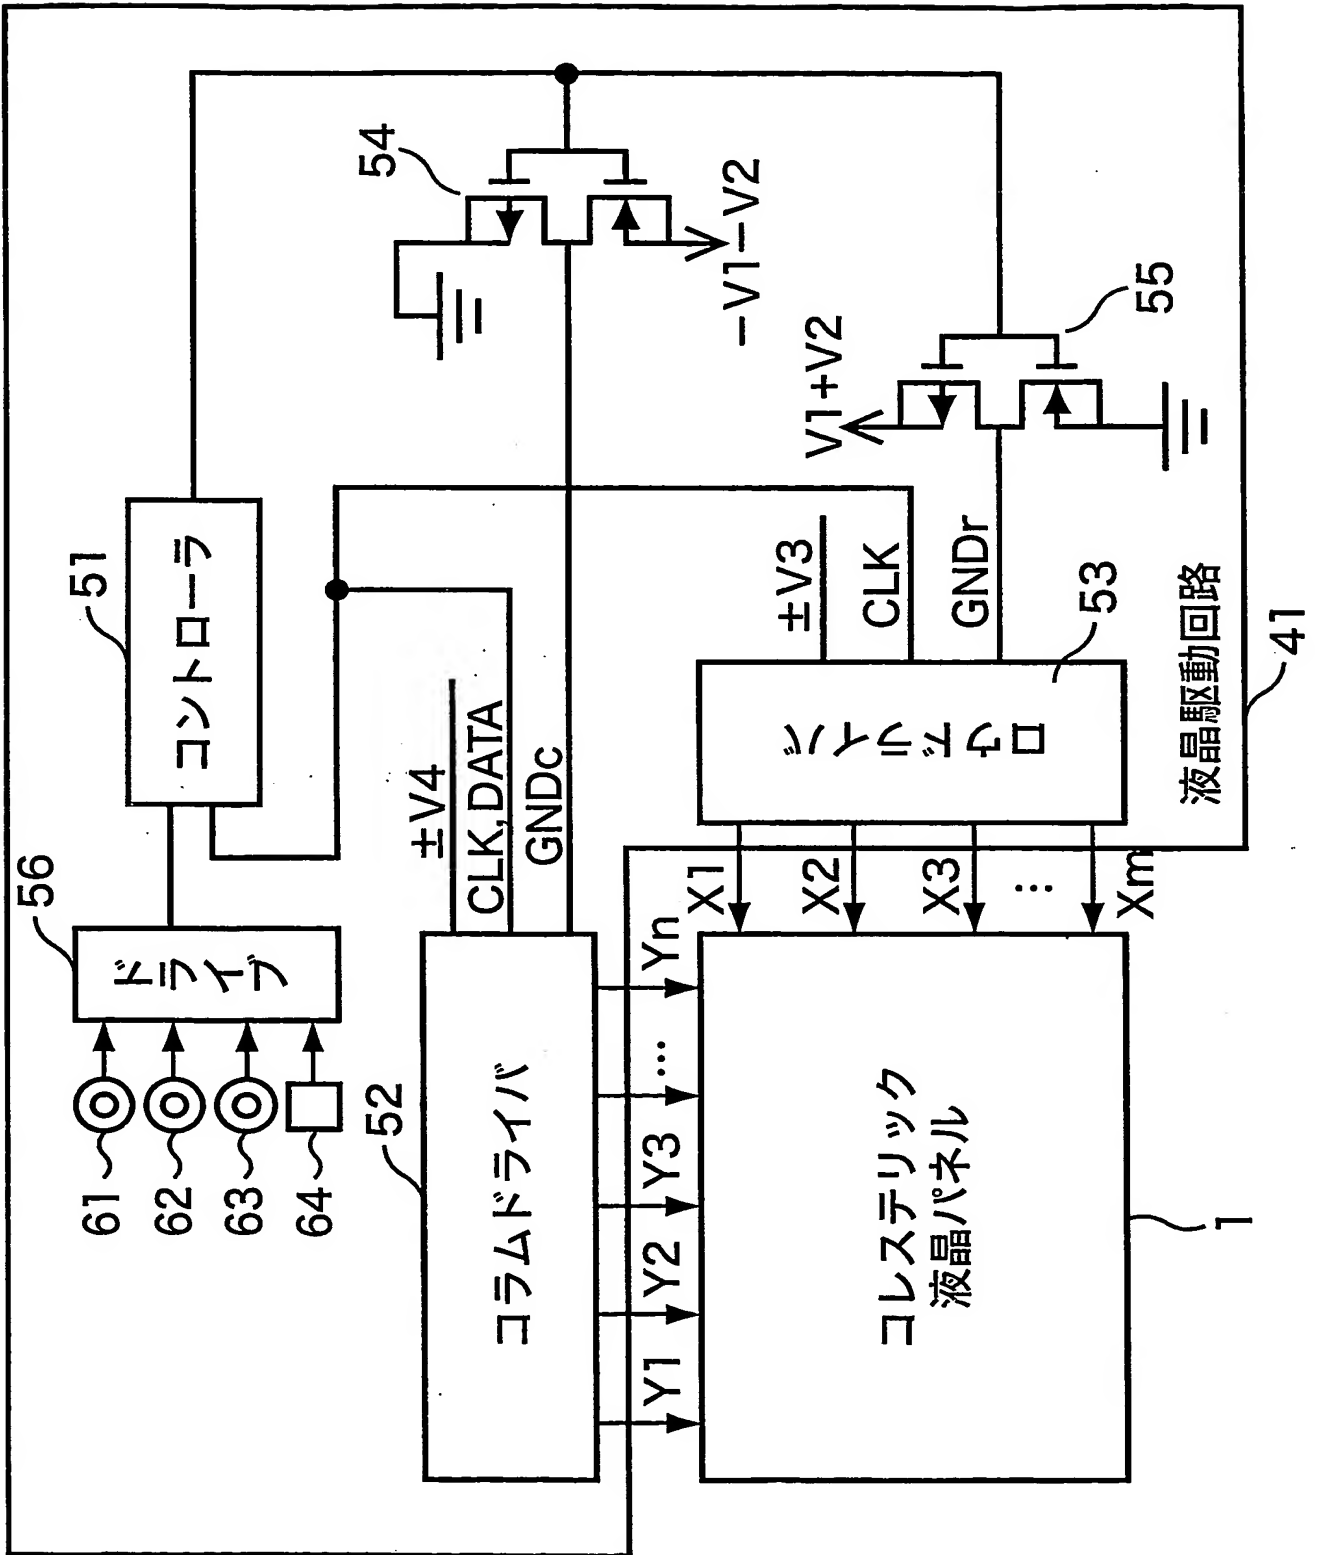 61
62
63
64
56
ドライブ
51
コントローラ
54
-V1-V2
52
コラムドライバ
±V4
CLK,DATA
GNDc
V1+V2
55
±V3
CLK
GNDr
53
ロウドライバ
Y1
Y2
Y3
…
Yn
X1
X2
X3
…
Xm
コレステリック
液晶パネル
1
液晶駆動回路
41